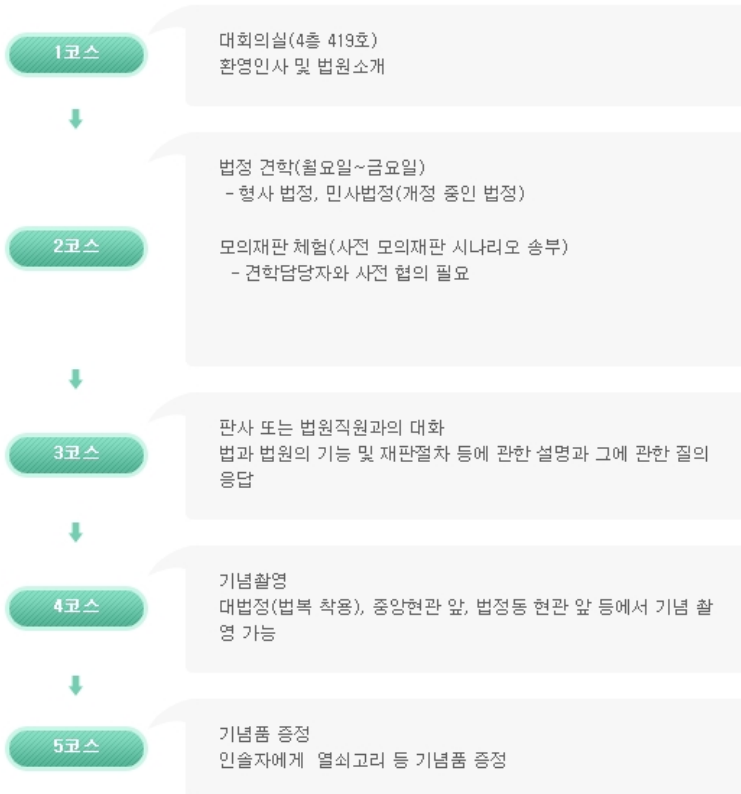 1코스
대회의실(4층 419호)
환영인사 및 법원소개
2코스
법정 견학(월요일~금요일)
- 형사 법정, 민사법정(개정 중인 법정)
모의재판 체험(사전 모의재판 시나리오 송부)
- 견학담당자와 사전 협의 필요
3코스
판사 또는 법원직원과의 대화
법과 법원의 기능 및 재판절차 등에 관한 설명과 그에 관한 질의
응답
4코스
기념촬영
대법정(법복 착용), 중앙현관 앞, 법정동 현관 앞 등에서 기념 촬
영 가능
5코스
기념품 증정
인솔자에게 열쇠고리 등 기념품 증정